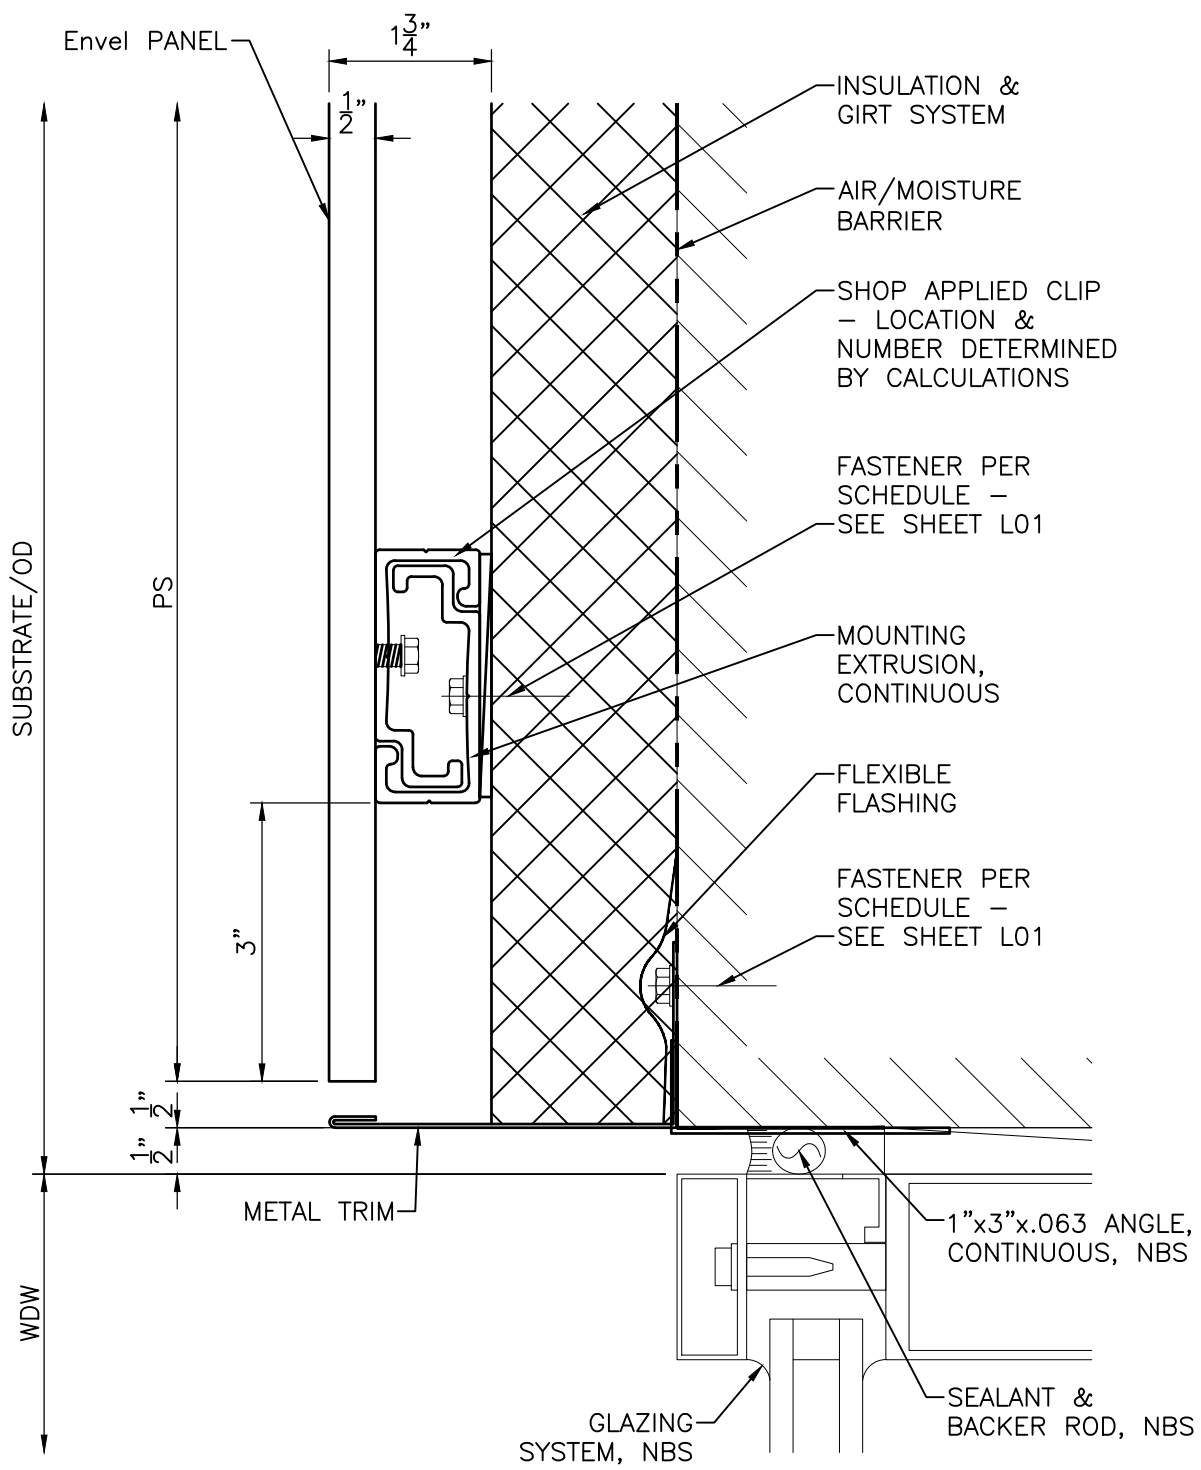 Envel PANEL
1 3/4"
1/2"
INSULATION &
GIRT SYSTEM
AIR/MOISTURE
BARRIER
SHOP APPLIED CLIP
– LOCATION &
NUMBER DETERMINED
BY CALCULATIONS
FASTENER PER
SCHEDULE –
SEE SHEET L01
SUBSTRATE/OD
PS
MOUNTING
EXTRUSION,
CONTINUOUS
FLEXIBLE
FLASHING
FASTENER PER
SCHEDULE –
SEE SHEET L01
3"
1/2"
1/2"
METAL TRIM
1"x3"x.063 ANGLE,
CONTINUOUS, NBS
WDW
SEALANT &
BACKER ROD, NBS
GLAZING
SYSTEM, NBS